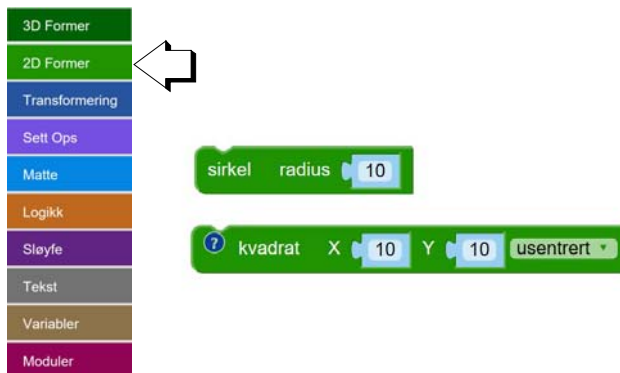 3D Former
2D Former
Transformering
Sett Ops
Matte
Logikk
Sløyfe
Tekst
Variabler
Moduler
sirkel radius 10
? kvadrat X 10 Y 10 usentrert